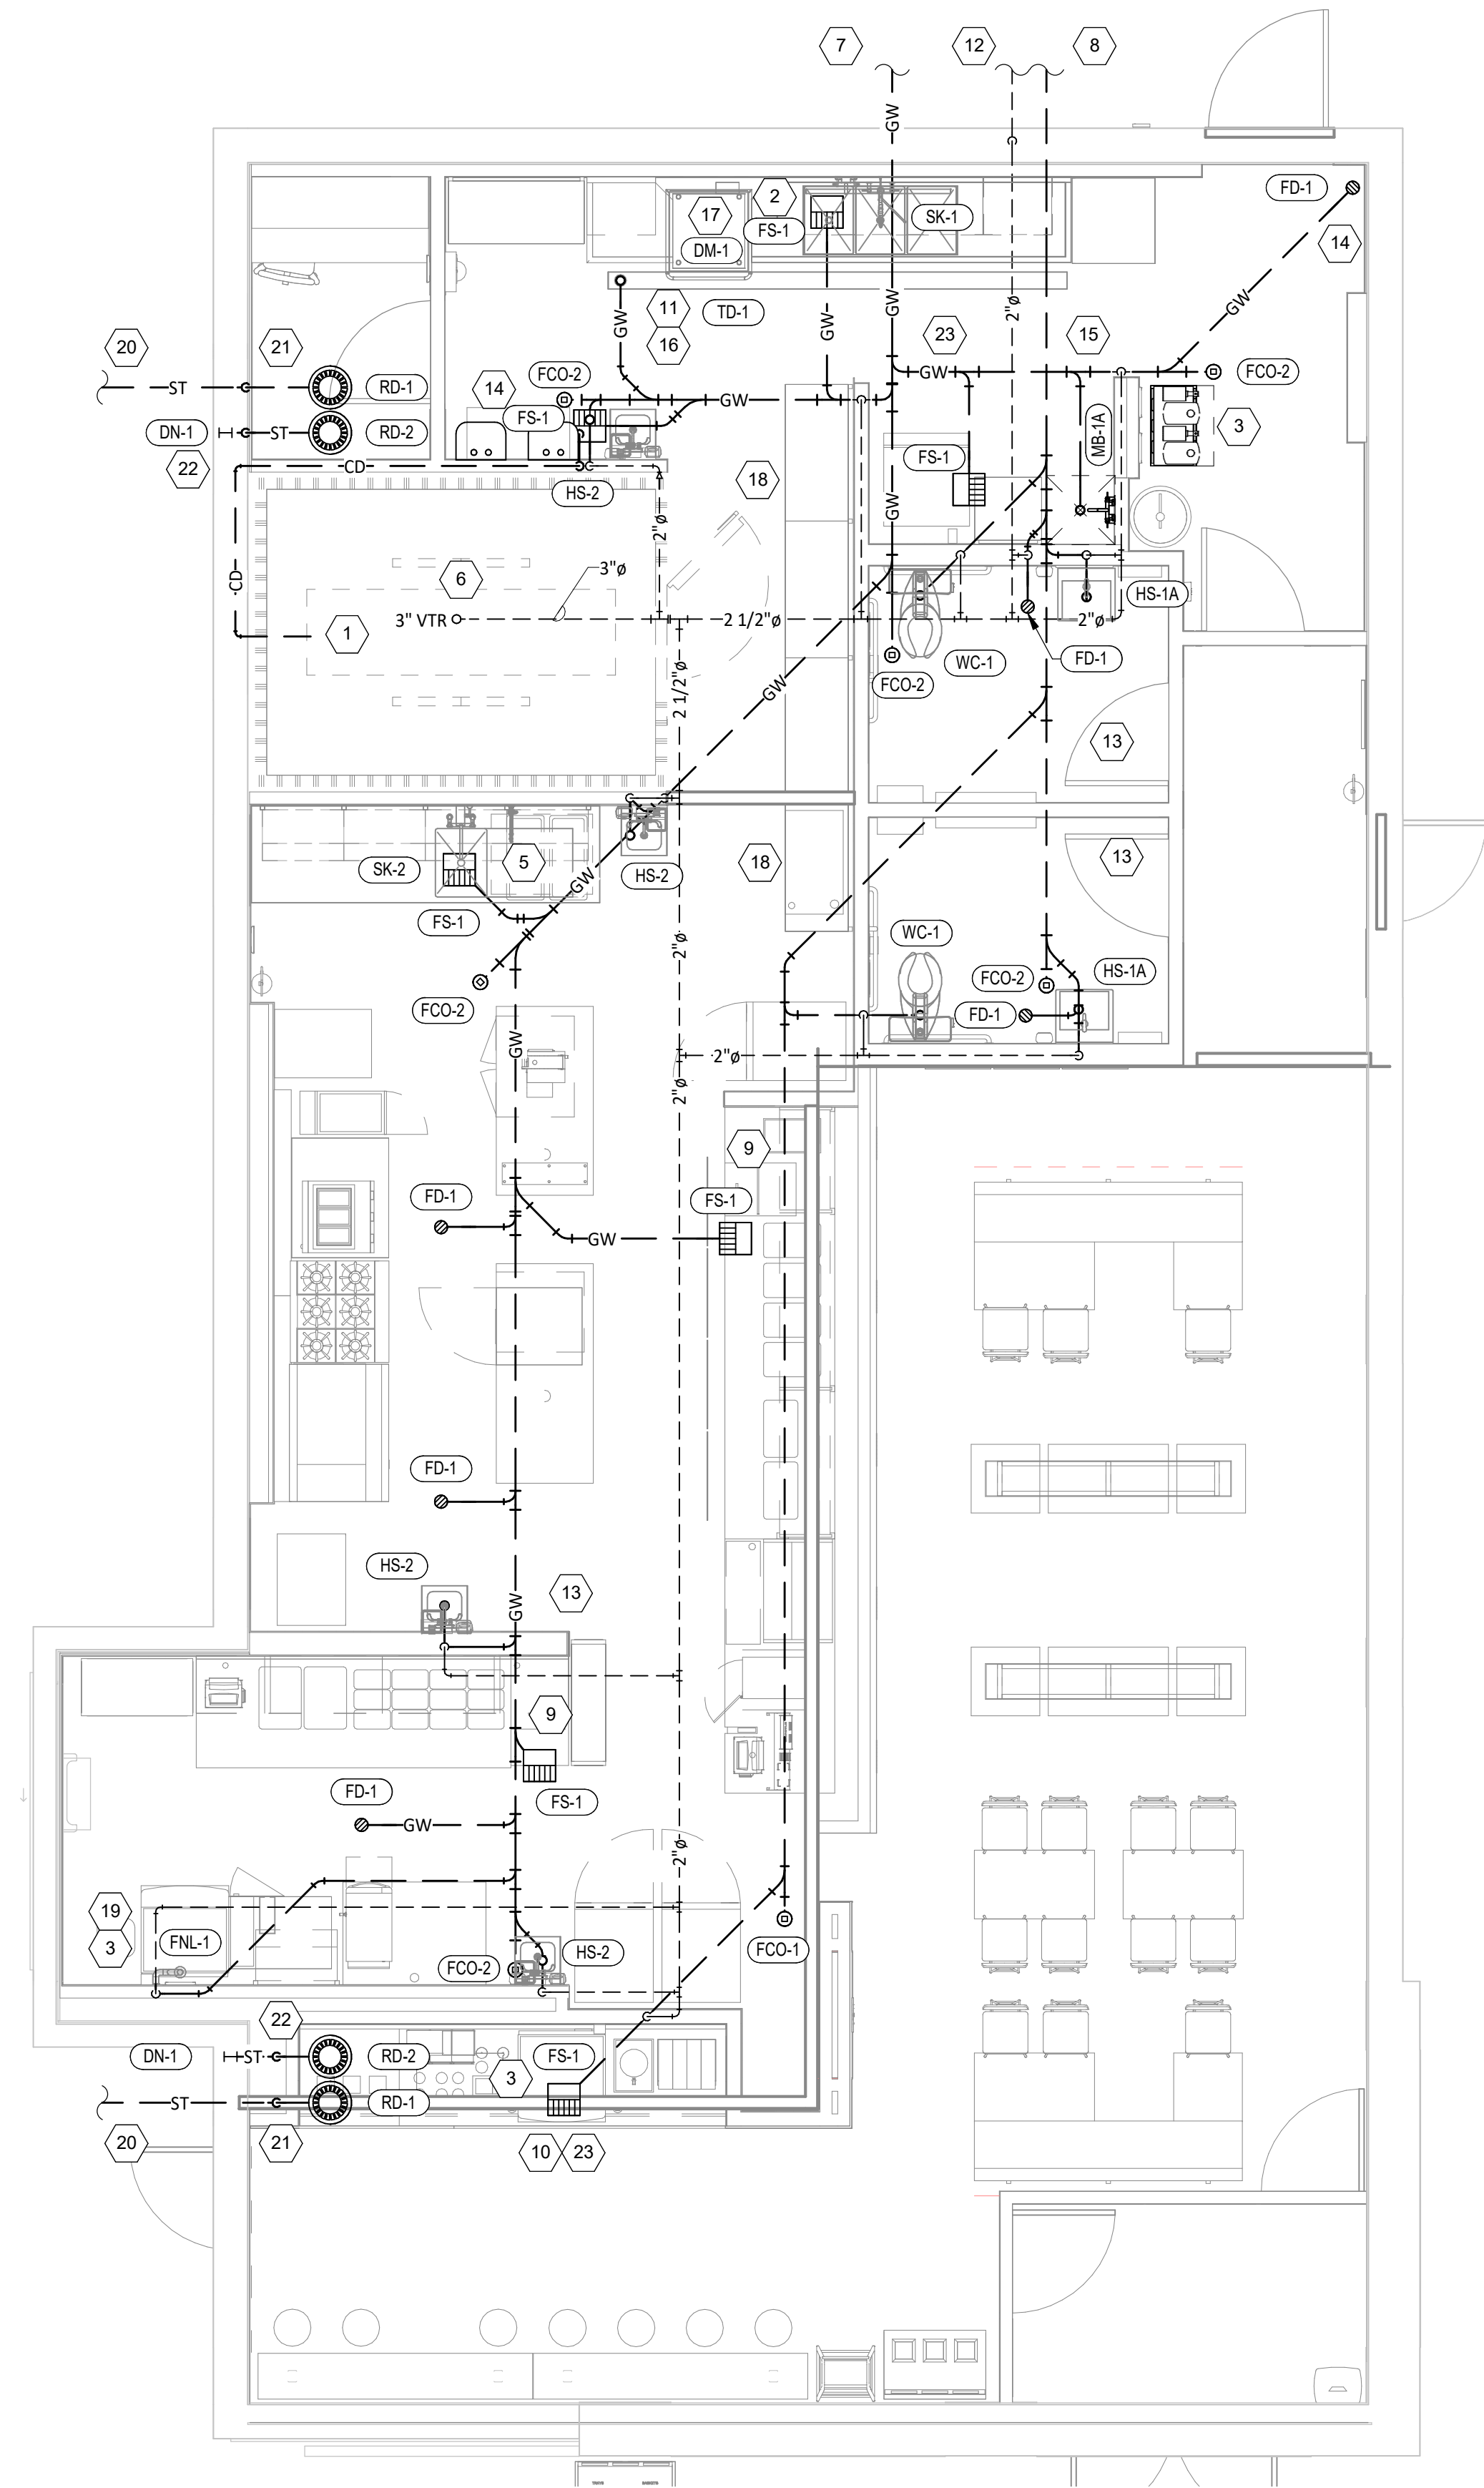 7
12
8
GW
17
DM-1
2
FS-1
SK-1
FD-1
14
GW
GW
11
16
TD-1
GW
GW
2"ø
23
GW
15
FCO-2
20
21
ST
RD-1
14
FCO-2
FS-1
GW
3
MB-1A
DN-1
ST
RD-2
22
CD
HS-2
18
FS-1
GW
2"ø
CD
6
3"ø
1
3" VTR
2 1/2"ø
2"ø
HS-1A
WC-1
FD-1
FCO-2
GW
2 1/2"ø
13
SK-2
5
GW
HS-2
18
13
FS-1
WC-1
2"ø
FCO-2
FCO-2
HS-1A
FD-1
GW
2"ø
2"ø
9
FD-1
FS-1
GW
FD-1
HS-2
13
GW
9
FD-1
FS-1
GW
2"ø
19
3
FNL-1
FCO-2
HS-2
FCO-1
22
DN-1
ST
RD-2
3
FS-1
ST
RD-1
20
21
10
23